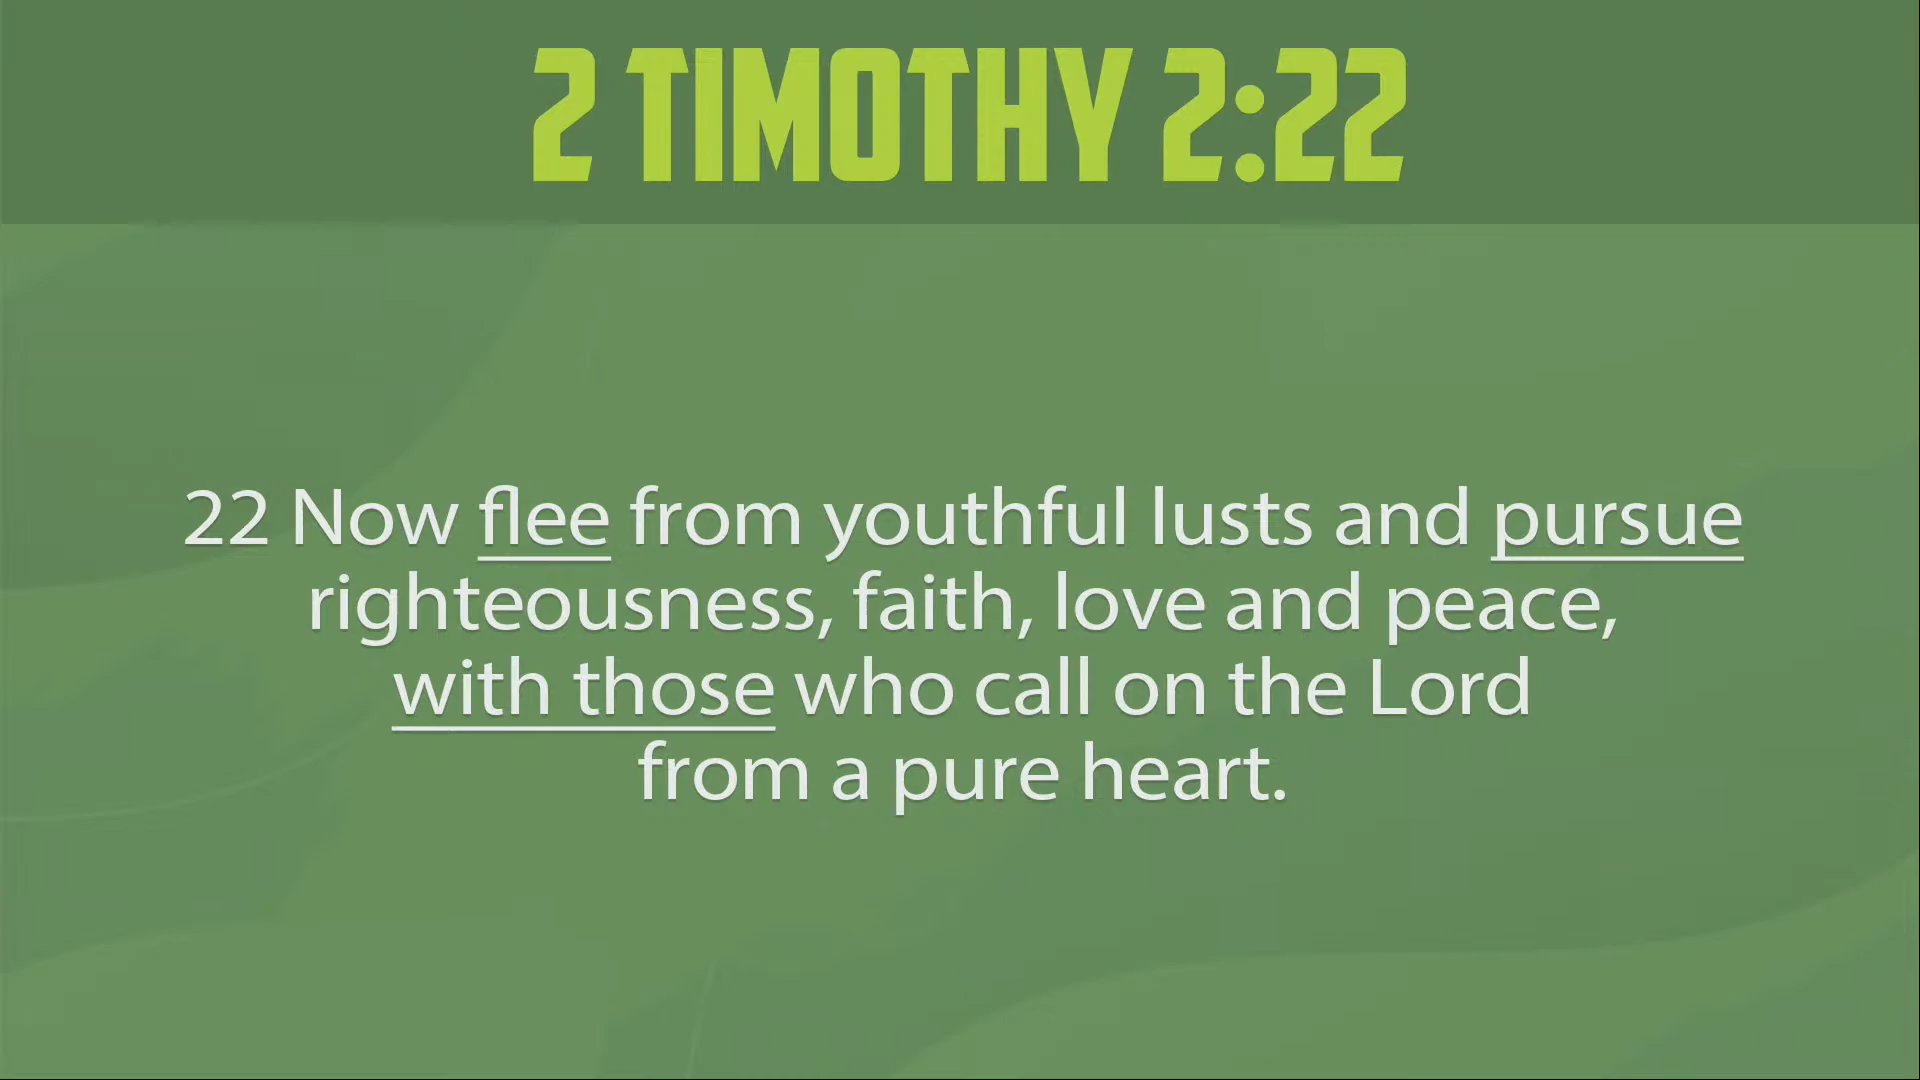 2 TIMOTHY 2:22
22 Now flee from youthful lusts and pursue
righteousness, faith, love and peace,
with those who call on the Lord
from a pure heart.